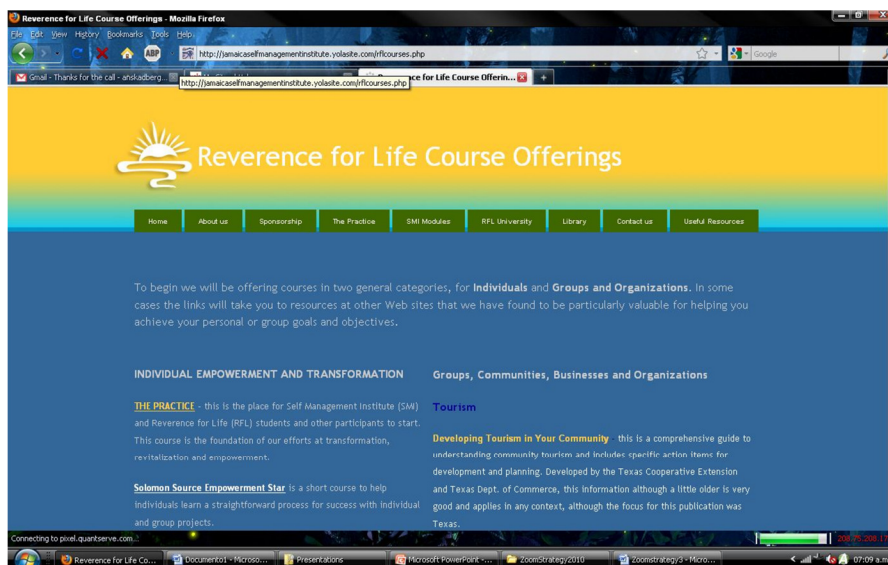 Reverence for Life Course Offerings - Mozilla Firefox
File Edit View History Bookmarks Tools Help
ABP http://jamaicaselfmanagementinstitute.yolasite.com/rflcourses.php Google
Gmail - Thanks for the call - anskadberg... ce for Life Course Offerin... +
http://jamaicaselfmanagementinstitute.yolasite.com/rflcourses.php
Reverence for Life Course Offerings
Home About us Sponsorship The Practice SMI Modules RFL University Library Contact us Useful Resources
To begin we will be offering courses in two general categories, for Individuals and Groups and Organizations. In some
cases the links will take you to resources at other Web sites that we have found to be particularly valuable for helping you
achieve your personal or group goals and objectives.
INDIVIDUAL EMPOWERMENT AND TRANSFORMATION
THE PRACTICE - this is the place for Self Management Institute (SMI)
and Reverence for Life (RFL) students and other participants to start.
This course is the foundation of our efforts at transformation,
revitalization and empowerment.
Solomon Source Empowerment Star is a short course to help
individuals learn a straightforward process for success with individual
and group projects.
Groups, Communities, Businesses and Organizations
Tourism
Developing Tourism in Your Community - this is a comprehensive guide to
understanding community tourism and includes specific action items for
development and planning. Developed by the Texas Cooperative Extension
and Texas Dept. of Commerce, this information although a little older is very
good and applies in any context, although the focus for this publication was
Texas.
Connecting to pixel.quantserve.com...
Reverence for Life Co... Documento1 - Microso... Presentations Microsoft PowerPoint -... ZoomStrategy2010 Zoomstrategy3 - Micro... 07:09 a.m.